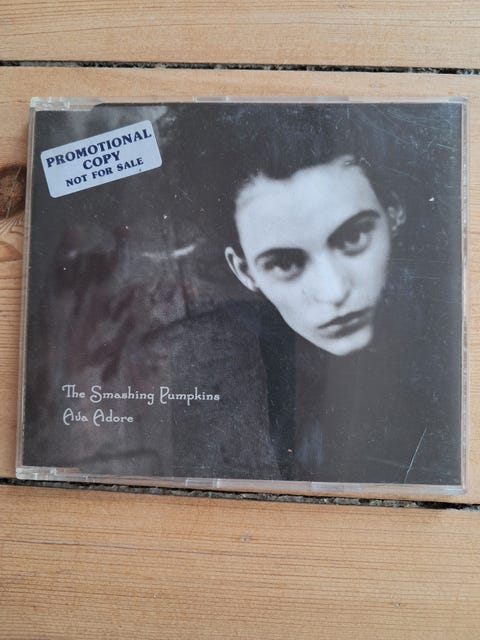 PROMOTIONAL
COPY
NOT FOR SALE
The Smashing Pumpkins
Ava Adore